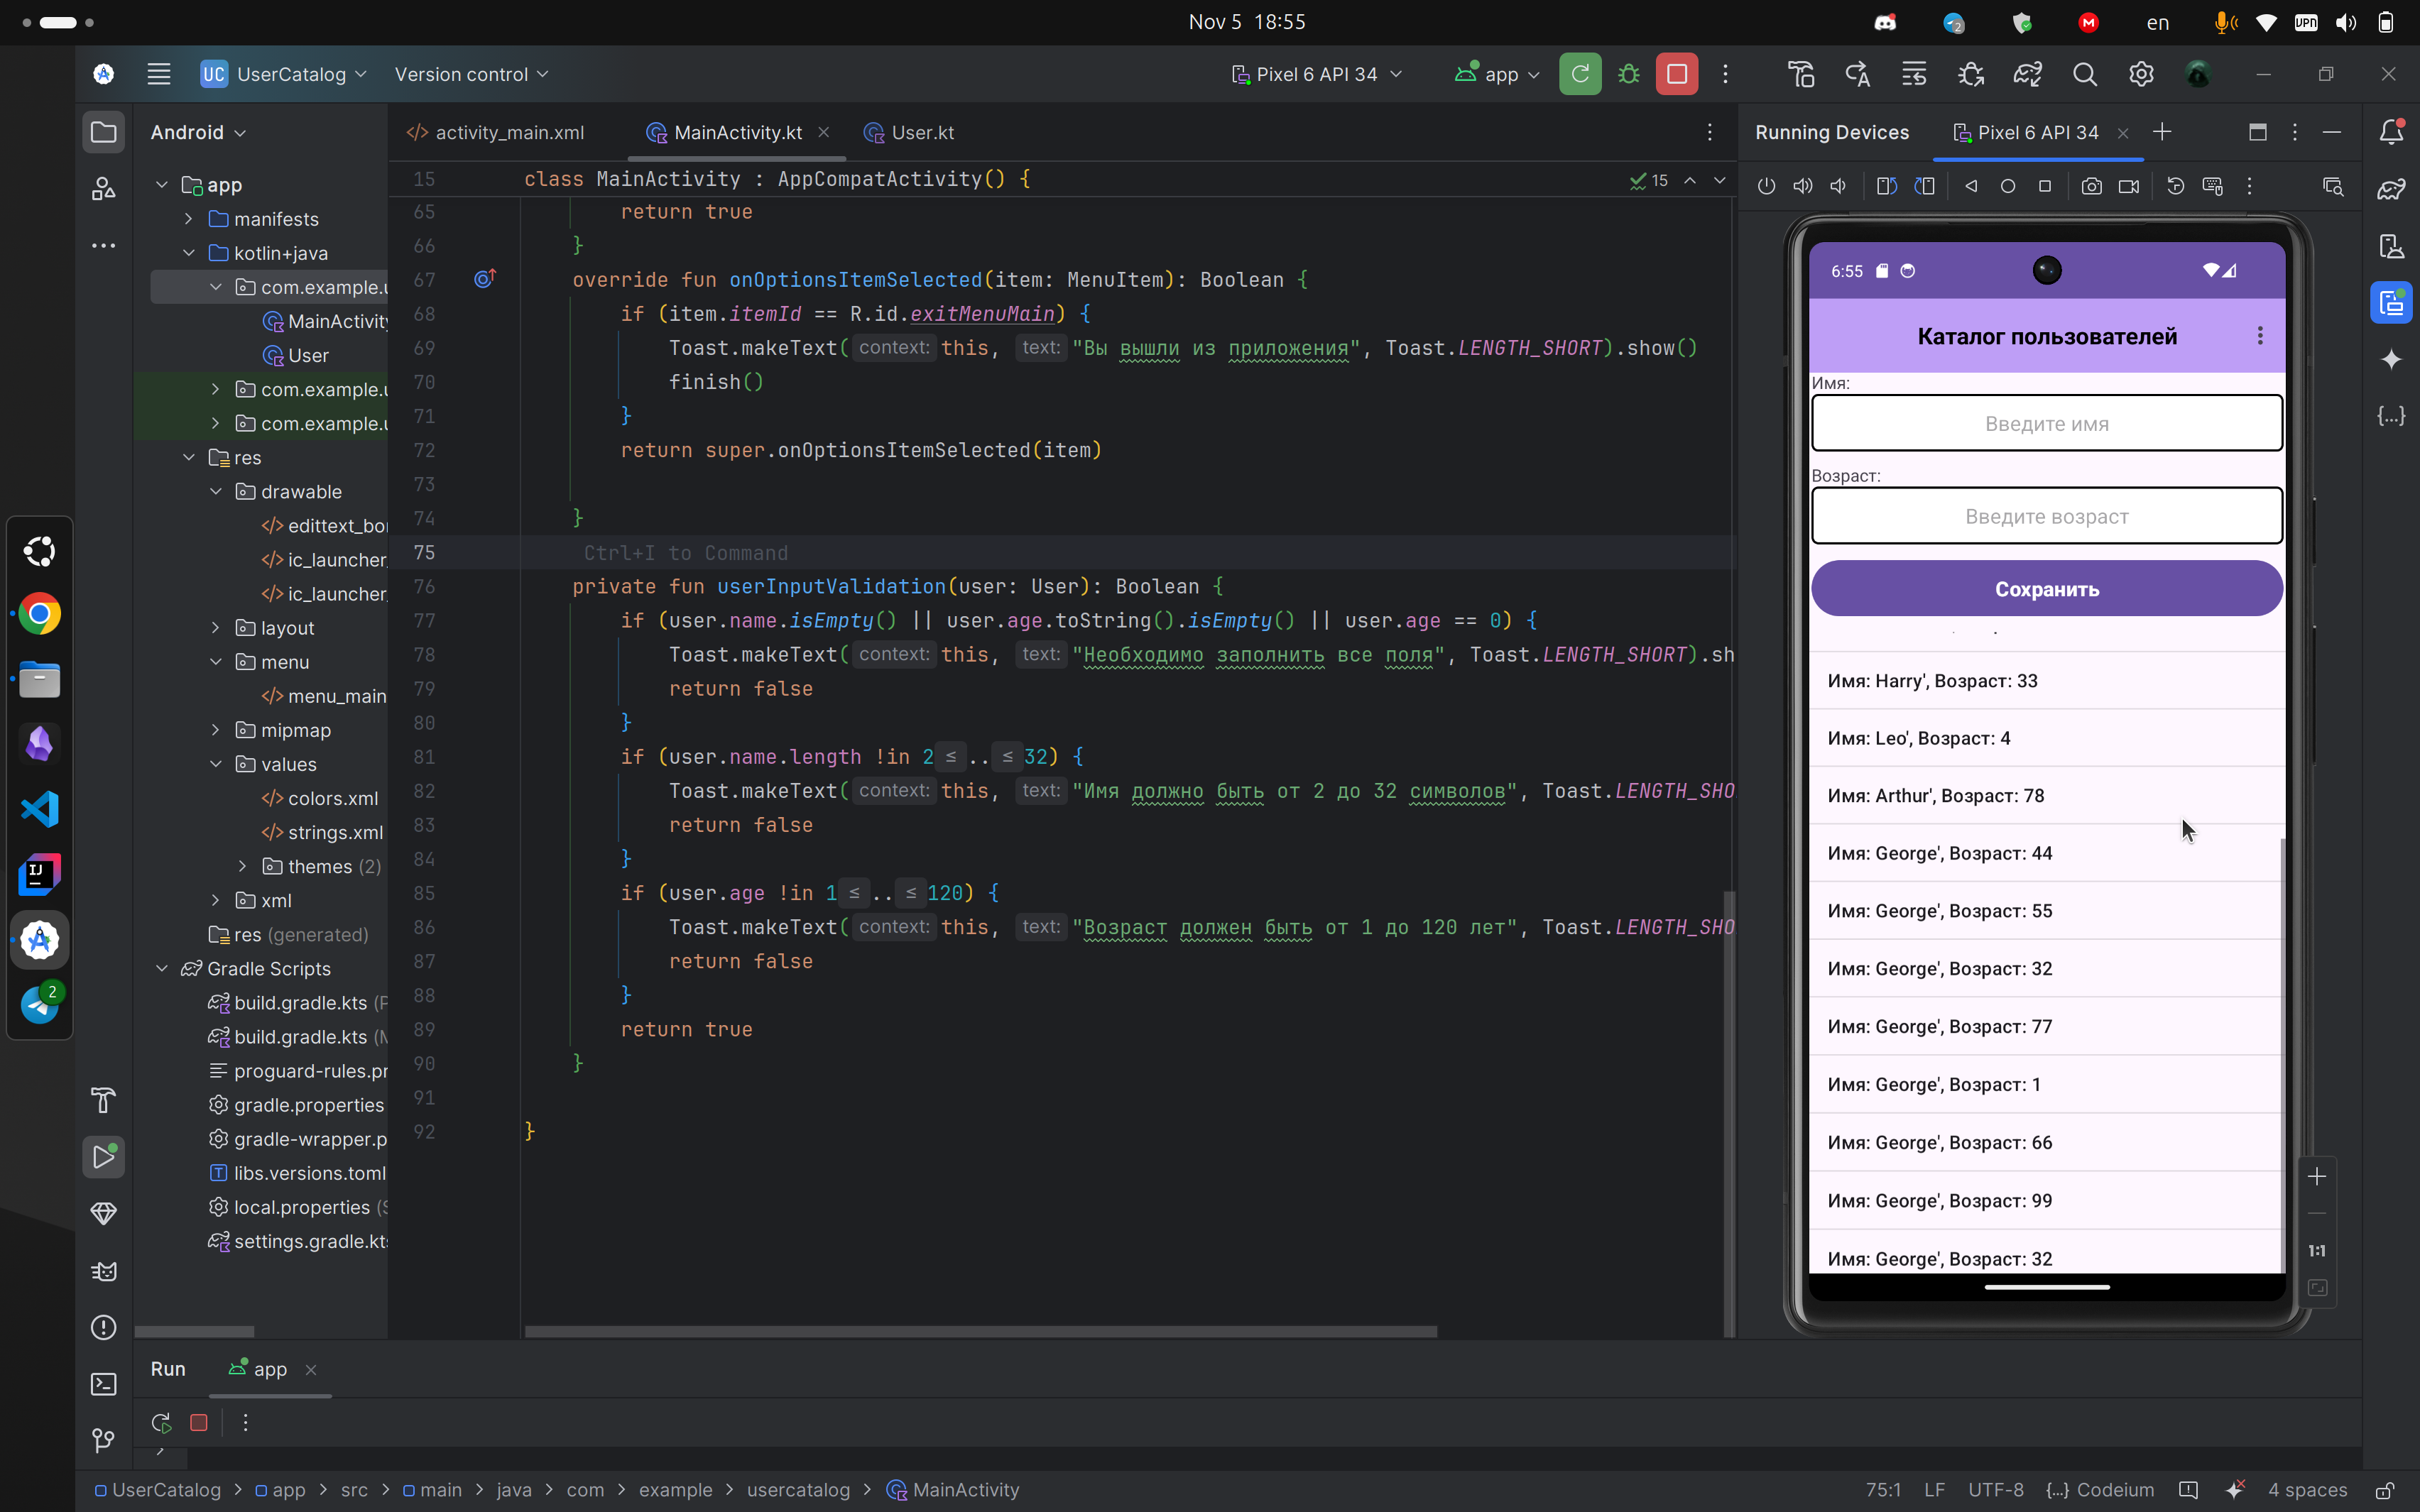 Nov 5 18:55
en
VPN
UC UserCatalog
Version control
Pixel 6 API 34
app
Android
activity_main.xml
MainActivity.kt
User.kt
Running Devices
Pixel 6 API 34
app
manifests
kotlin+java
com.example.u
MainActivity
User
com.example.u
com.example.u
res
drawable
edittext_bor
ic_launcher_
ic_launcher_
layout
menu
menu_main
mipmap
values
colors.xml
strings.xml
themes (2)
xml
res (generated)
Gradle Scripts
build.gradle.kts (P
build.gradle.kts (M
proguard-rules.pr
gradle.properties
gradle-wrapper.p
libs.versions.toml
local.properties (S
settings.gradle.kts
15 class MainActivity : AppCompatActivity() {
15
65 return true
66 }
67 override fun onOptionsItemSelected(item: MenuItem): Boolean {
68 if (item.itemId == R.id.exitMenuMain) {
69 Toast.makeText( context: this, text: "Вы вышли из приложения", Toast.LENGTH_SHORT).show()
70 finish()
71 }
72 return super.onOptionsItemSelected(item)
73
74 }
75 Ctrl+I to Command
76 private fun userInputValidation(user: User): Boolean {
77 if (user.name.isEmpty() || user.age.toString().isEmpty() || user.age == 0) {
78 Toast.makeText( context: this, text: "Необходимо заполнить все поля", Toast.LENGTH_SHORT).sh
79 return false
80 }
81 if (user.name.length !in 2 ≤ .. ≤ 32) {
82 Toast.makeText( context: this, text: "Имя должно быть от 2 до 32 символов", Toast.LENGTH_SHO
83 return false
84 }
85 if (user.age !in 1 ≤ .. ≤ 120) {
86 Toast.makeText( context: this, text: "Возраст должен быть от 1 до 120 лет", Toast.LENGTH_SHO
87 return false
88 }
89 return true
90 }
91
92 }
6:55
Каталог пользователей
Имя:
Введите имя
Возраст:
Введите возраст
Сохранить
Имя: Harry', Возраст: 33
Имя: Leo', Возраст: 4
Имя: Arthur', Возраст: 78
Имя: George', Возраст: 44
Имя: George', Возраст: 55
Имя: George', Возраст: 32
Имя: George', Возраст: 77
Имя: George', Возраст: 1
Имя: George', Возраст: 66
Имя: George', Возраст: 99
Имя: George', Возраст: 32
1:1
IJ
2
2
Run
app
UserCatalog > app > src > main > java > com > example > usercatalog > MainActivity
75:1 LF UTF-8 {...} Codeium 4 spaces